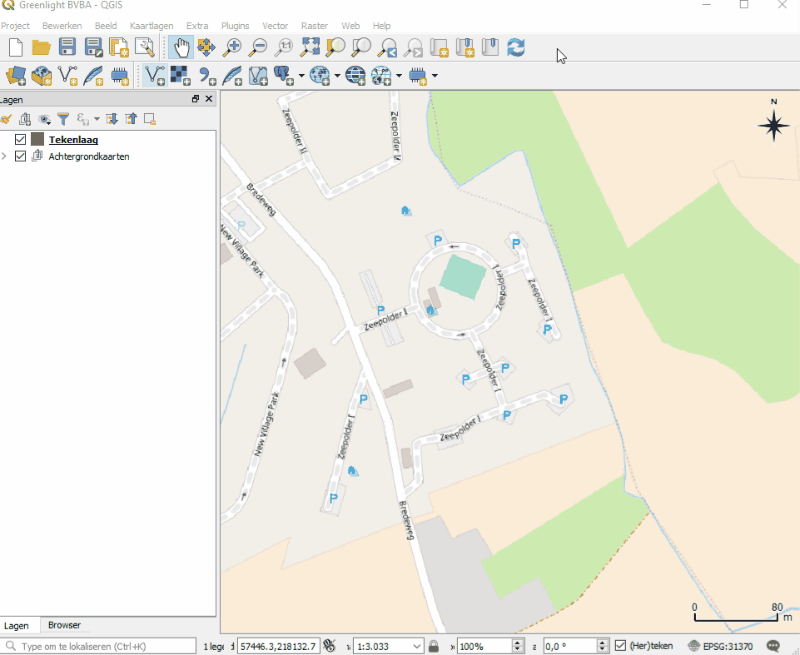 Greenlight BVBA - QGIS
Project Bewerken Beeld Kaartlagen Extra Plugins Vector Raster Web Help
Lagen
Tekenlaag
Achtergrondkaarten
Zeepolder II
Zeepolder II
Bredeweg
New Village Park
P
P
P
P
Zeepolder I
Zeepolder I
Zeepolder I
P
Zeepolder I
P
P
P
P
P
Zeepolder I
Zeepolder I
New Village Park
P
Bredeweg
N
0 80 m
Lagen Browser
Type om te lokaliseren (Ctrl+K)
1 lege 57446.3,218132.7 1:3.033 100% 0,0 ° (Her)teken EPSG:31370